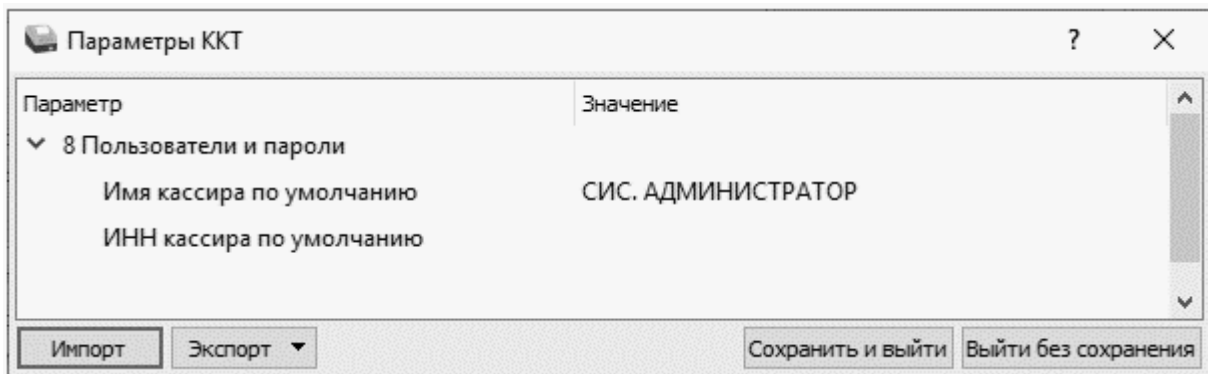 Параметры ККТ ?
Параметр Значение
8 Пользователи и пароли
Имя кассира по умолчанию СИС. АДМИНИСТРАТОР
ИНН кассира по умолчанию
Импорт Экспорт Сохранить и выйти Выйти без сохранения